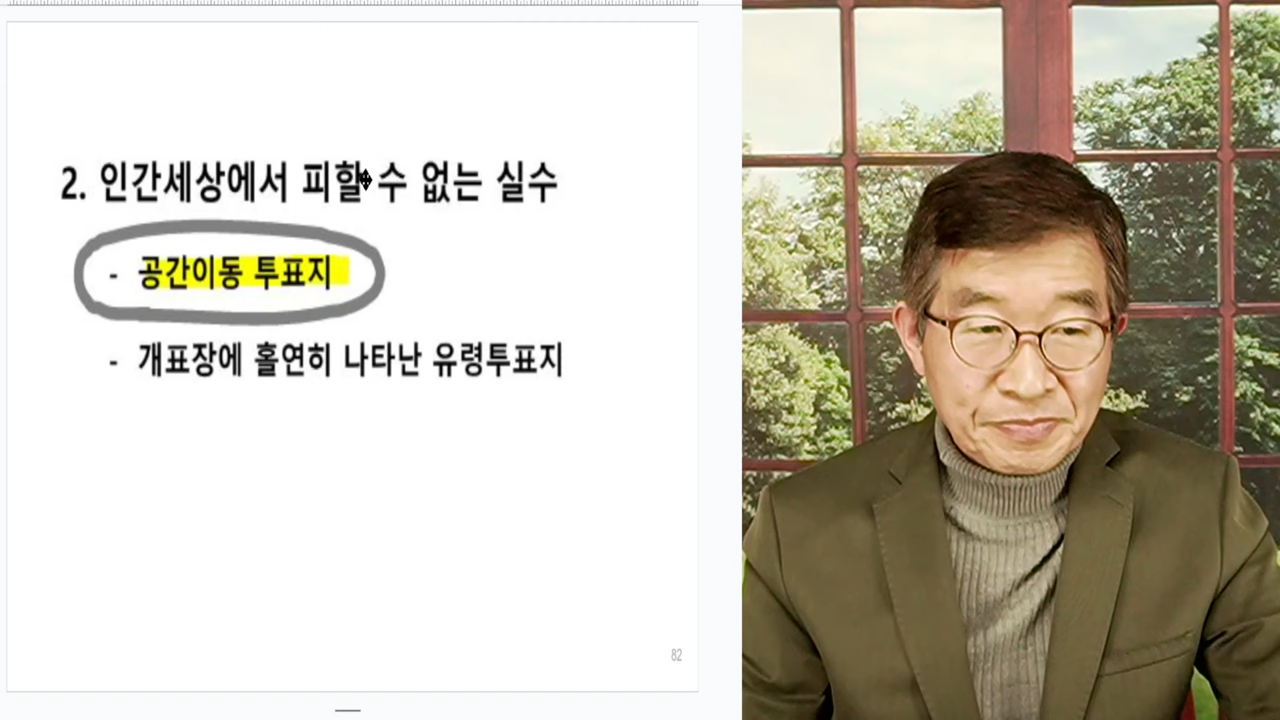 2. 인간세상에서 피할 수 없는 실수
- 공간이동 투표지
- 개표장에 홀연히 나타난 유령투표지
82